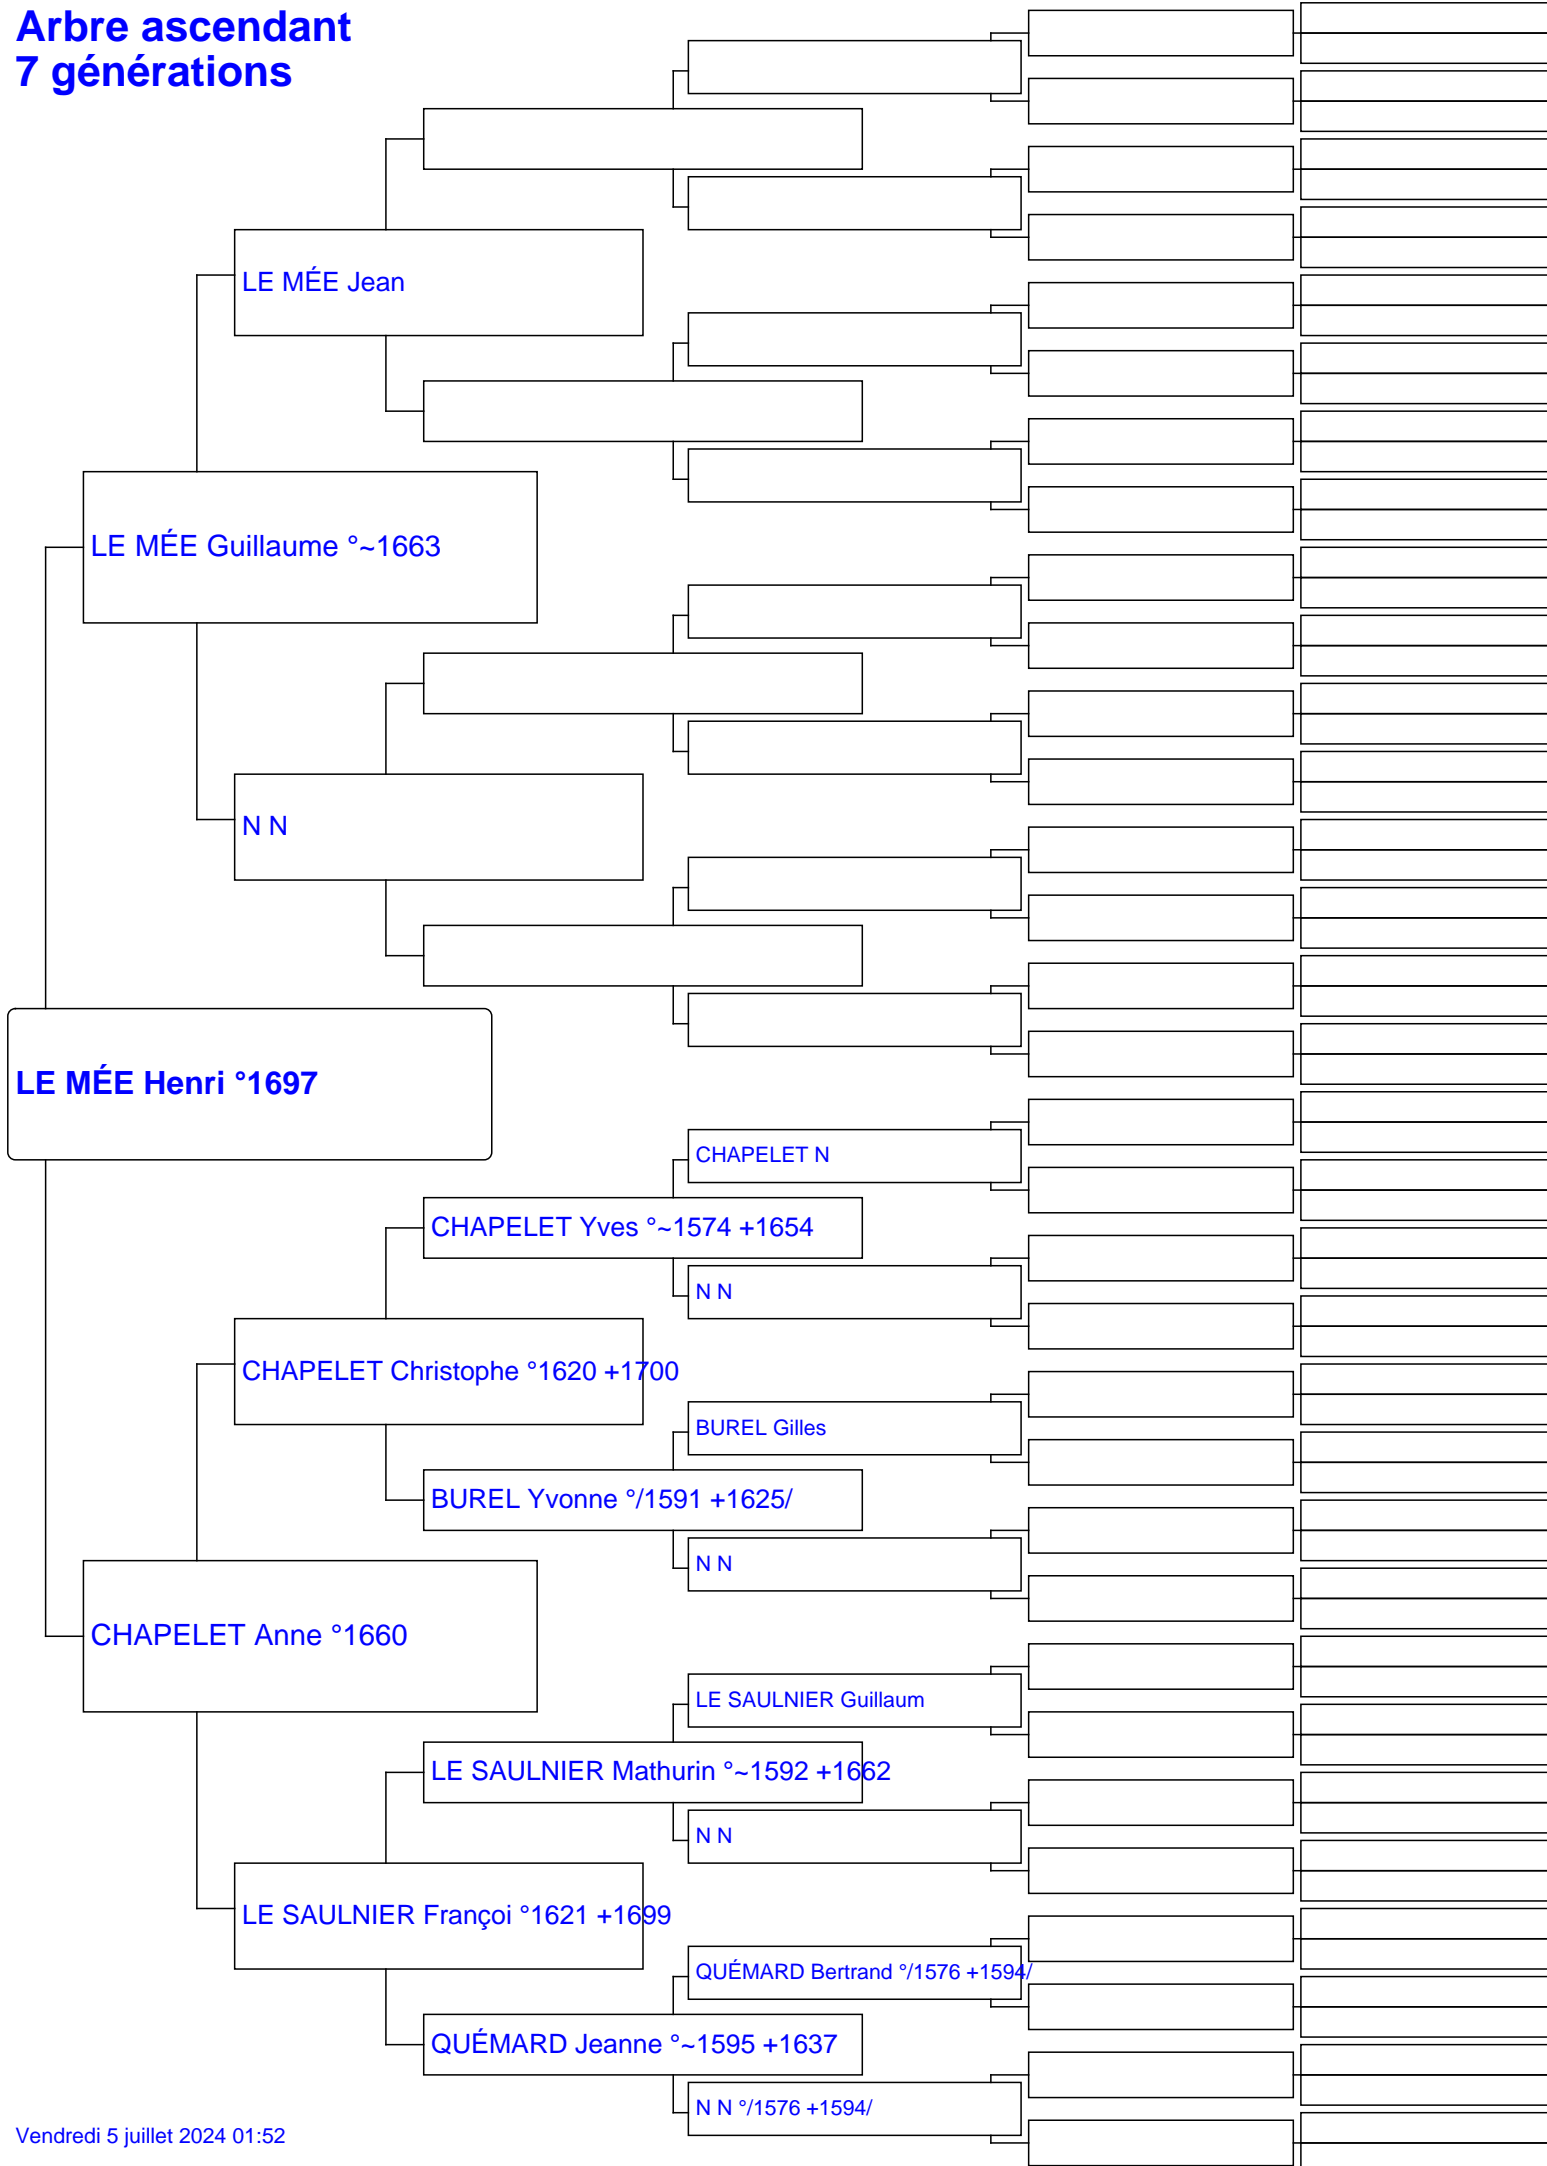 Arbre ascendant
7 générations
LE MÉE Jean
LE MÉE Guillaume °~1663
N N
LE MÉE Henri °1697
CHAPELET N
CHAPELET Yves °~1574 +1654
N N
CHAPELET Christophe °1620 +1700
BUREL Gilles
BUREL Yvonne °/1591 +1625/
N N
CHAPELET Anne °1660
LE SAULNIER Guillaum
LE SAULNIER Mathurin °~1592 +1662
N N
LE SAULNIER Françoi °1621 +1699
QUÉMARD Bertrand °/1576 +1594/
QUÉMARD Jeanne °~1595 +1637
N N °/1576 +1594/
Vendredi 5 juillet 2024 01:52